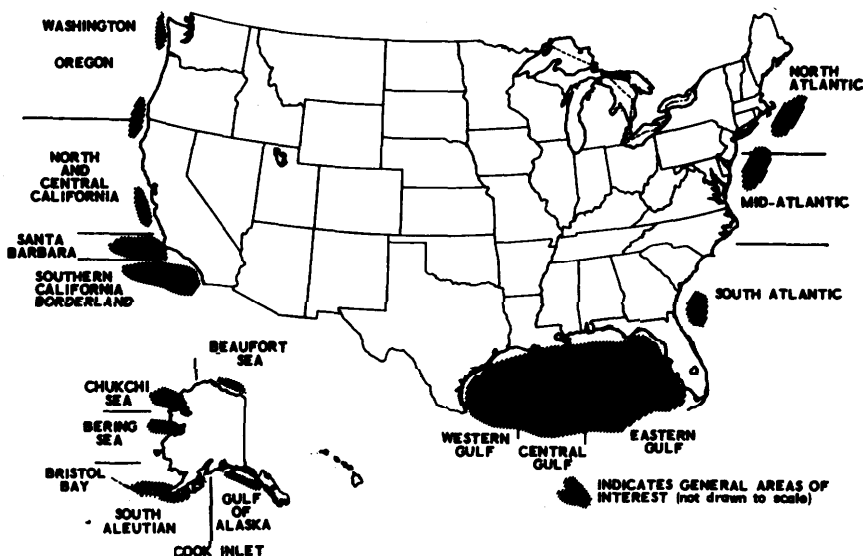 WASHINGTON
OREGON
NORTH
AND
CENTRAL
CALIFORNIA
SANTA
BARBARA
SOUTHERN
CALIFORNIA
BORDERLAND
NORTH
ATLANTIC
MID-ATLANTIC
SOUTH ATLANTIC
BEAUFORT
SEA
CHUKCHI
SEA
BERING
SEA
BRISTOL
BAY
SOUTH
ALEUTIAN
GULF
OF
ALASKA
COOK INLET
WESTERN
GULF
CENTRAL
GULF
EASTERN
GULF
INDICATES GENERAL AREAS OF
INTEREST (not drawn to scale)